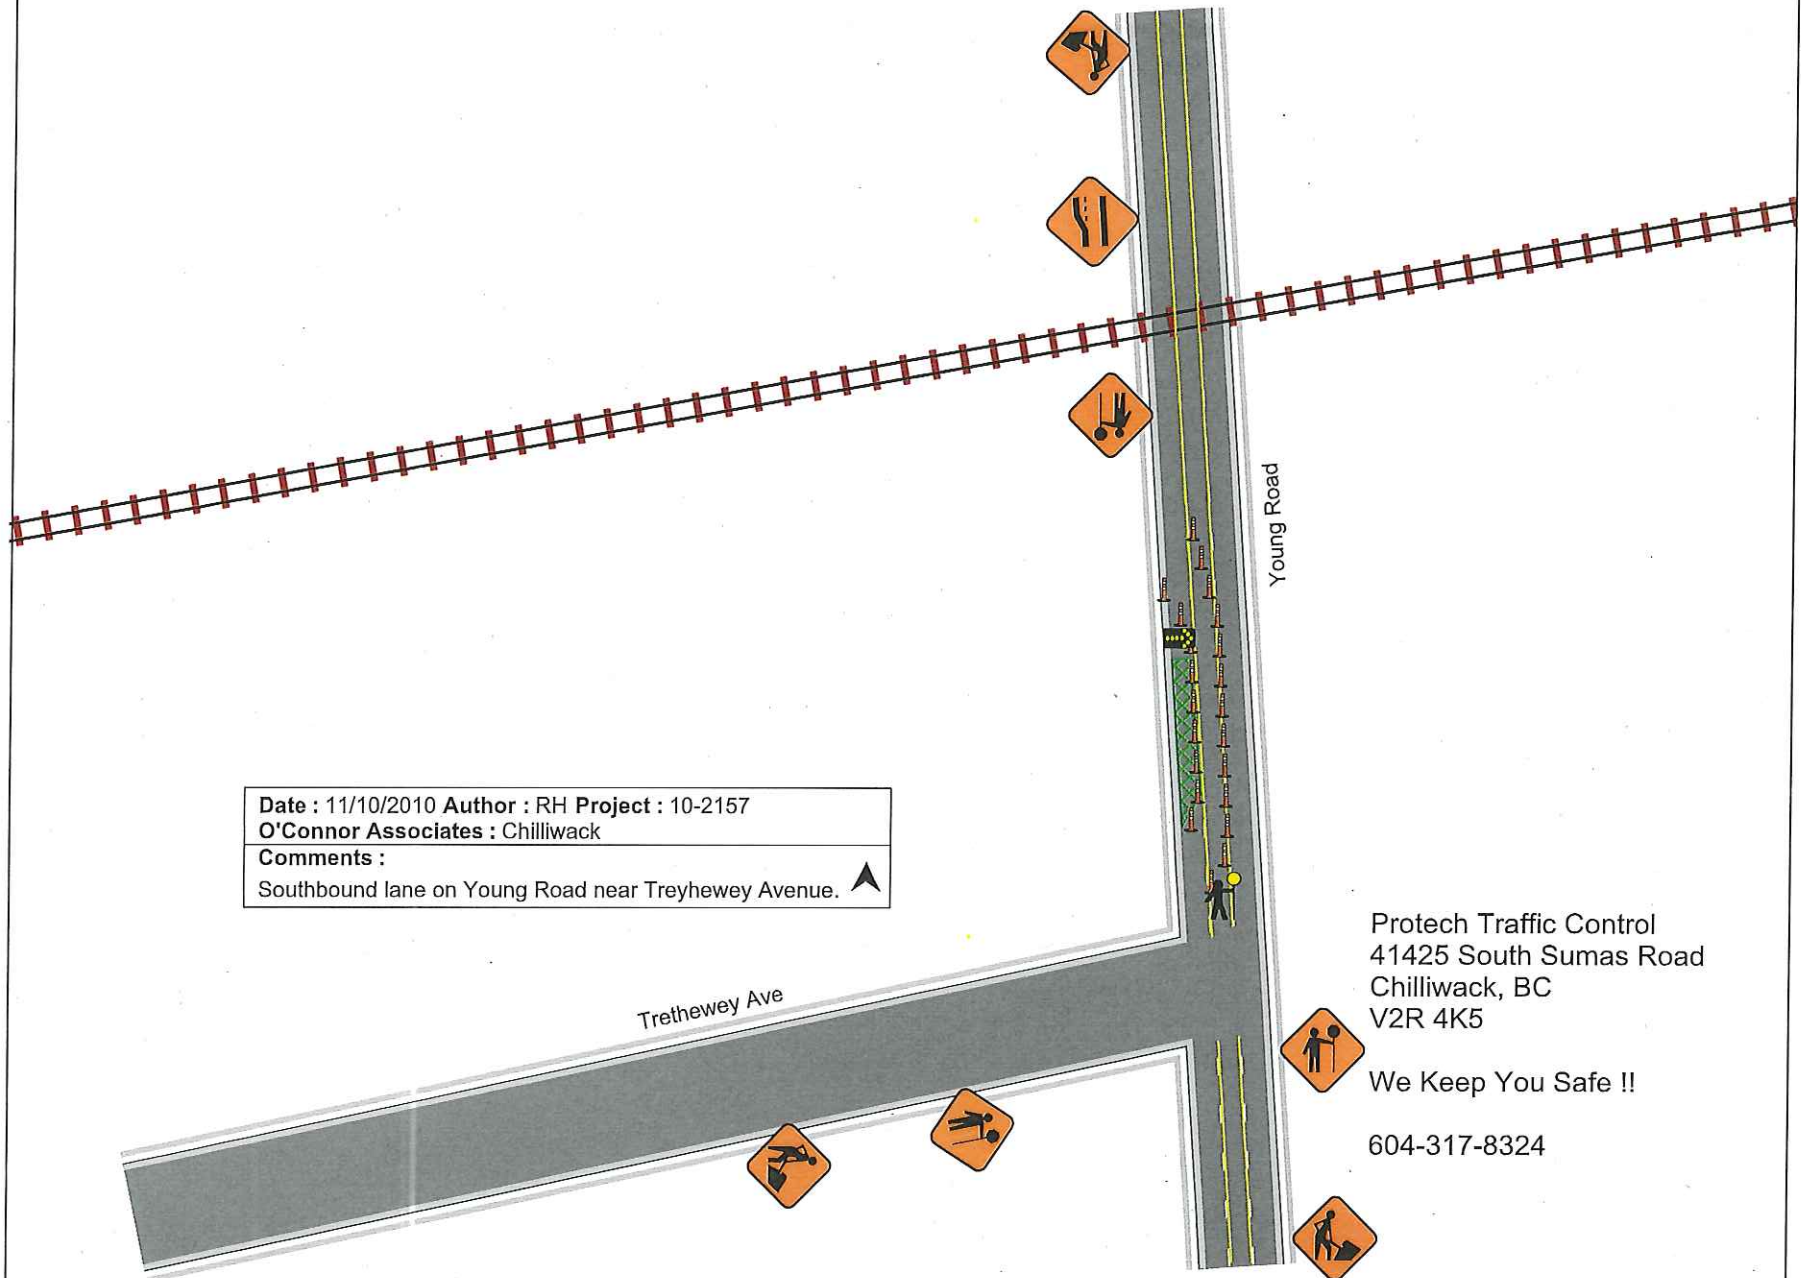 Young Road
Date : 11/10/2010 Author : RH Project : 10-2157
O'Connor Associates : Chilliwack
Comments :
Southbound lane on Young Road near Treyhewey Avenue.
Trethewey Ave
Protech Traffic Control
41425 South Sumas Road
Chilliwack, BC
V2R 4K5
We Keep You Safe !!
604-317-8324